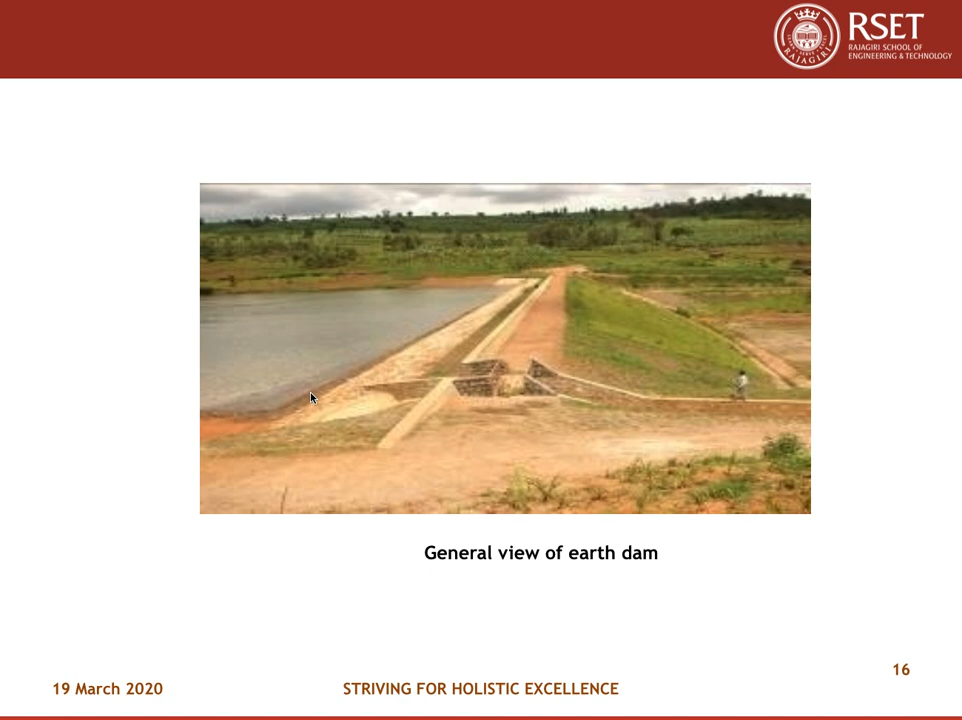 RSET
RAJAGIRI SCHOOL OF
ENGINEERING & TECHNOLOGY
RAJAGIRI
General view of earth dam
16
19 March 2020
STRIVING FOR HOLISTIC EXCELLENCE